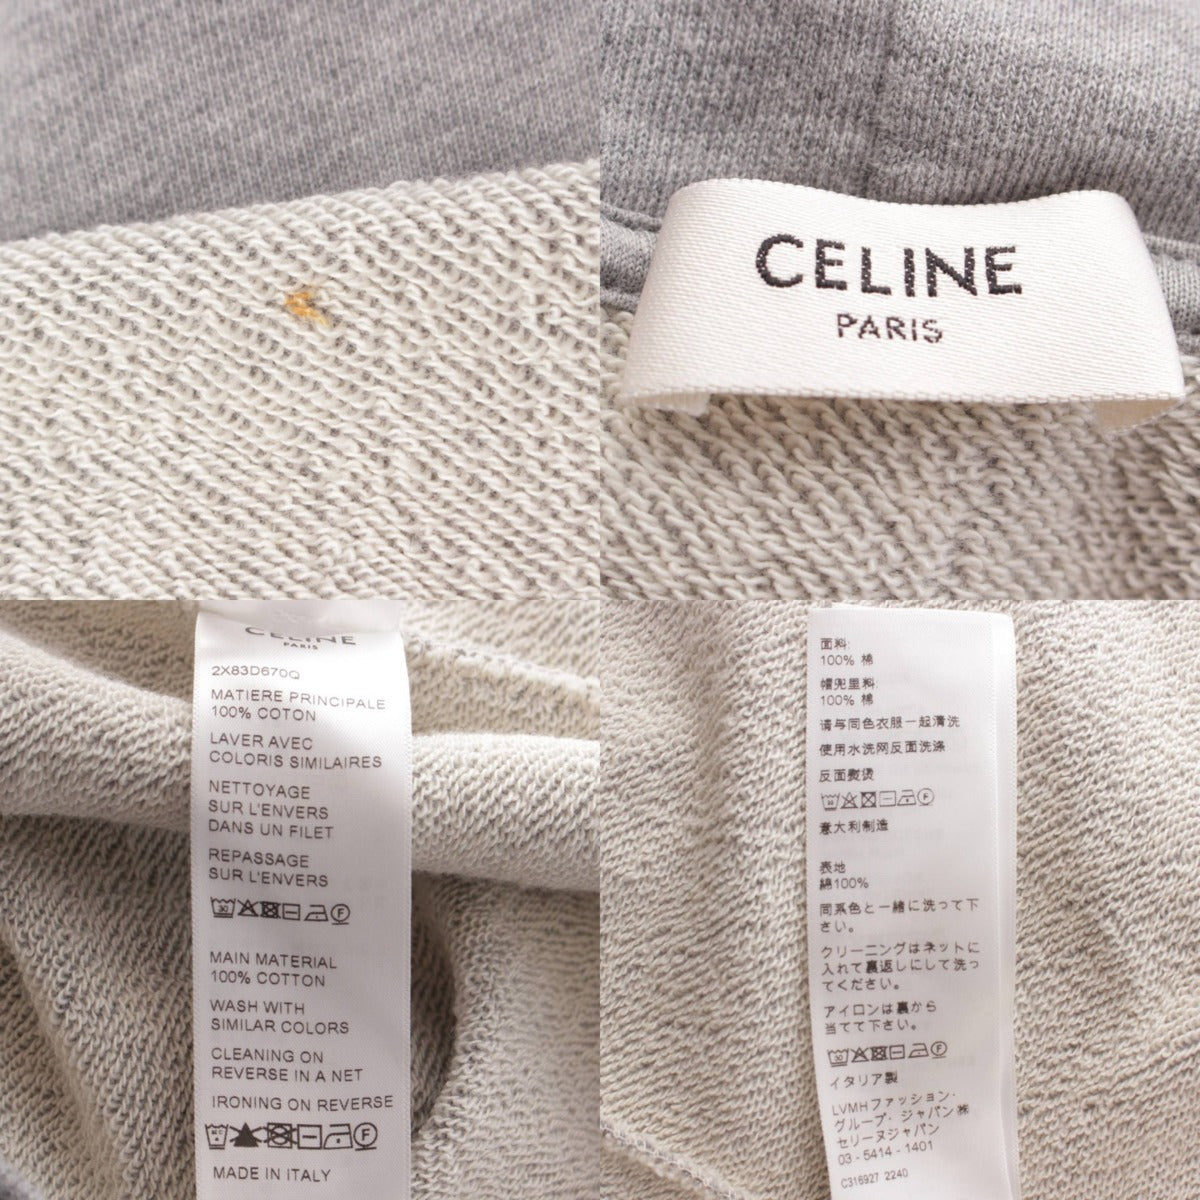 CELINE
PARIS
CELINE
PARIS
2X83D670Q
MATIERE PRINCIPALE
100% COTON
LAVER AVEC
COLORIS SIMILAIRES
NETTOYAGE
SUR L'ENVERS
DANS UN FILET
REPASSAGE
SUR L'ENVERS
MAIN MATERIAL
100% COTTON
WASH WITH
SIMILAR COLORS
CLEANING ON
REVERSE IN A NET
IRONING ON REVERSE
MADE IN ITALY
面料:
100% 棉
帽兜里料:
100% 棉
请与同色衣服一起清洗
使用水洗网反面洗涤
反面熨烫
意大利制造
表地
綿100%
同系色と一緒に洗って下
さい。
クリーニングはネットに
入れて裏返しにして洗っ
てください。
アイロンは裏から
当てて下さい。
イタリア製
LVMHファッション・
グループ・ジャパン㈱
セリーヌジャパン
03 - 5414 - 1401
C316927 2240